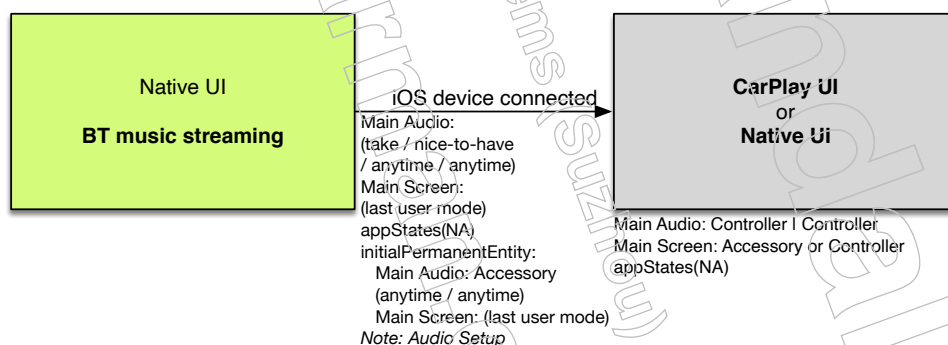 Native UI
BT music streaming
iOS device connected
Main Audio:
(take / nice-to-have
/ anytime / anytime)
Main Screen:
(last user mode)
appStates(NA)
initialPermanentEntity:
Main Audio: Accessory
(anytime / anytime)
Main Screen: (last user mode)
Note: Audio Setup
CarPlay UI
or
Native Ui
Main Audio: Controller | Controller
Main Screen: Accessory or Controller
appStates(NA)
ems (Suzhou)